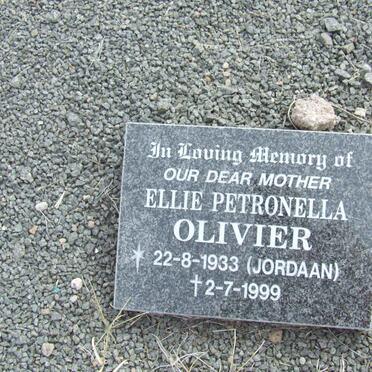 In Loving Memory of
OUR DEAR MOTHER
ELLIE PETRONELLA
OLIVIER
* 22-8-1933 (JORDAAN)
†2-7-1999